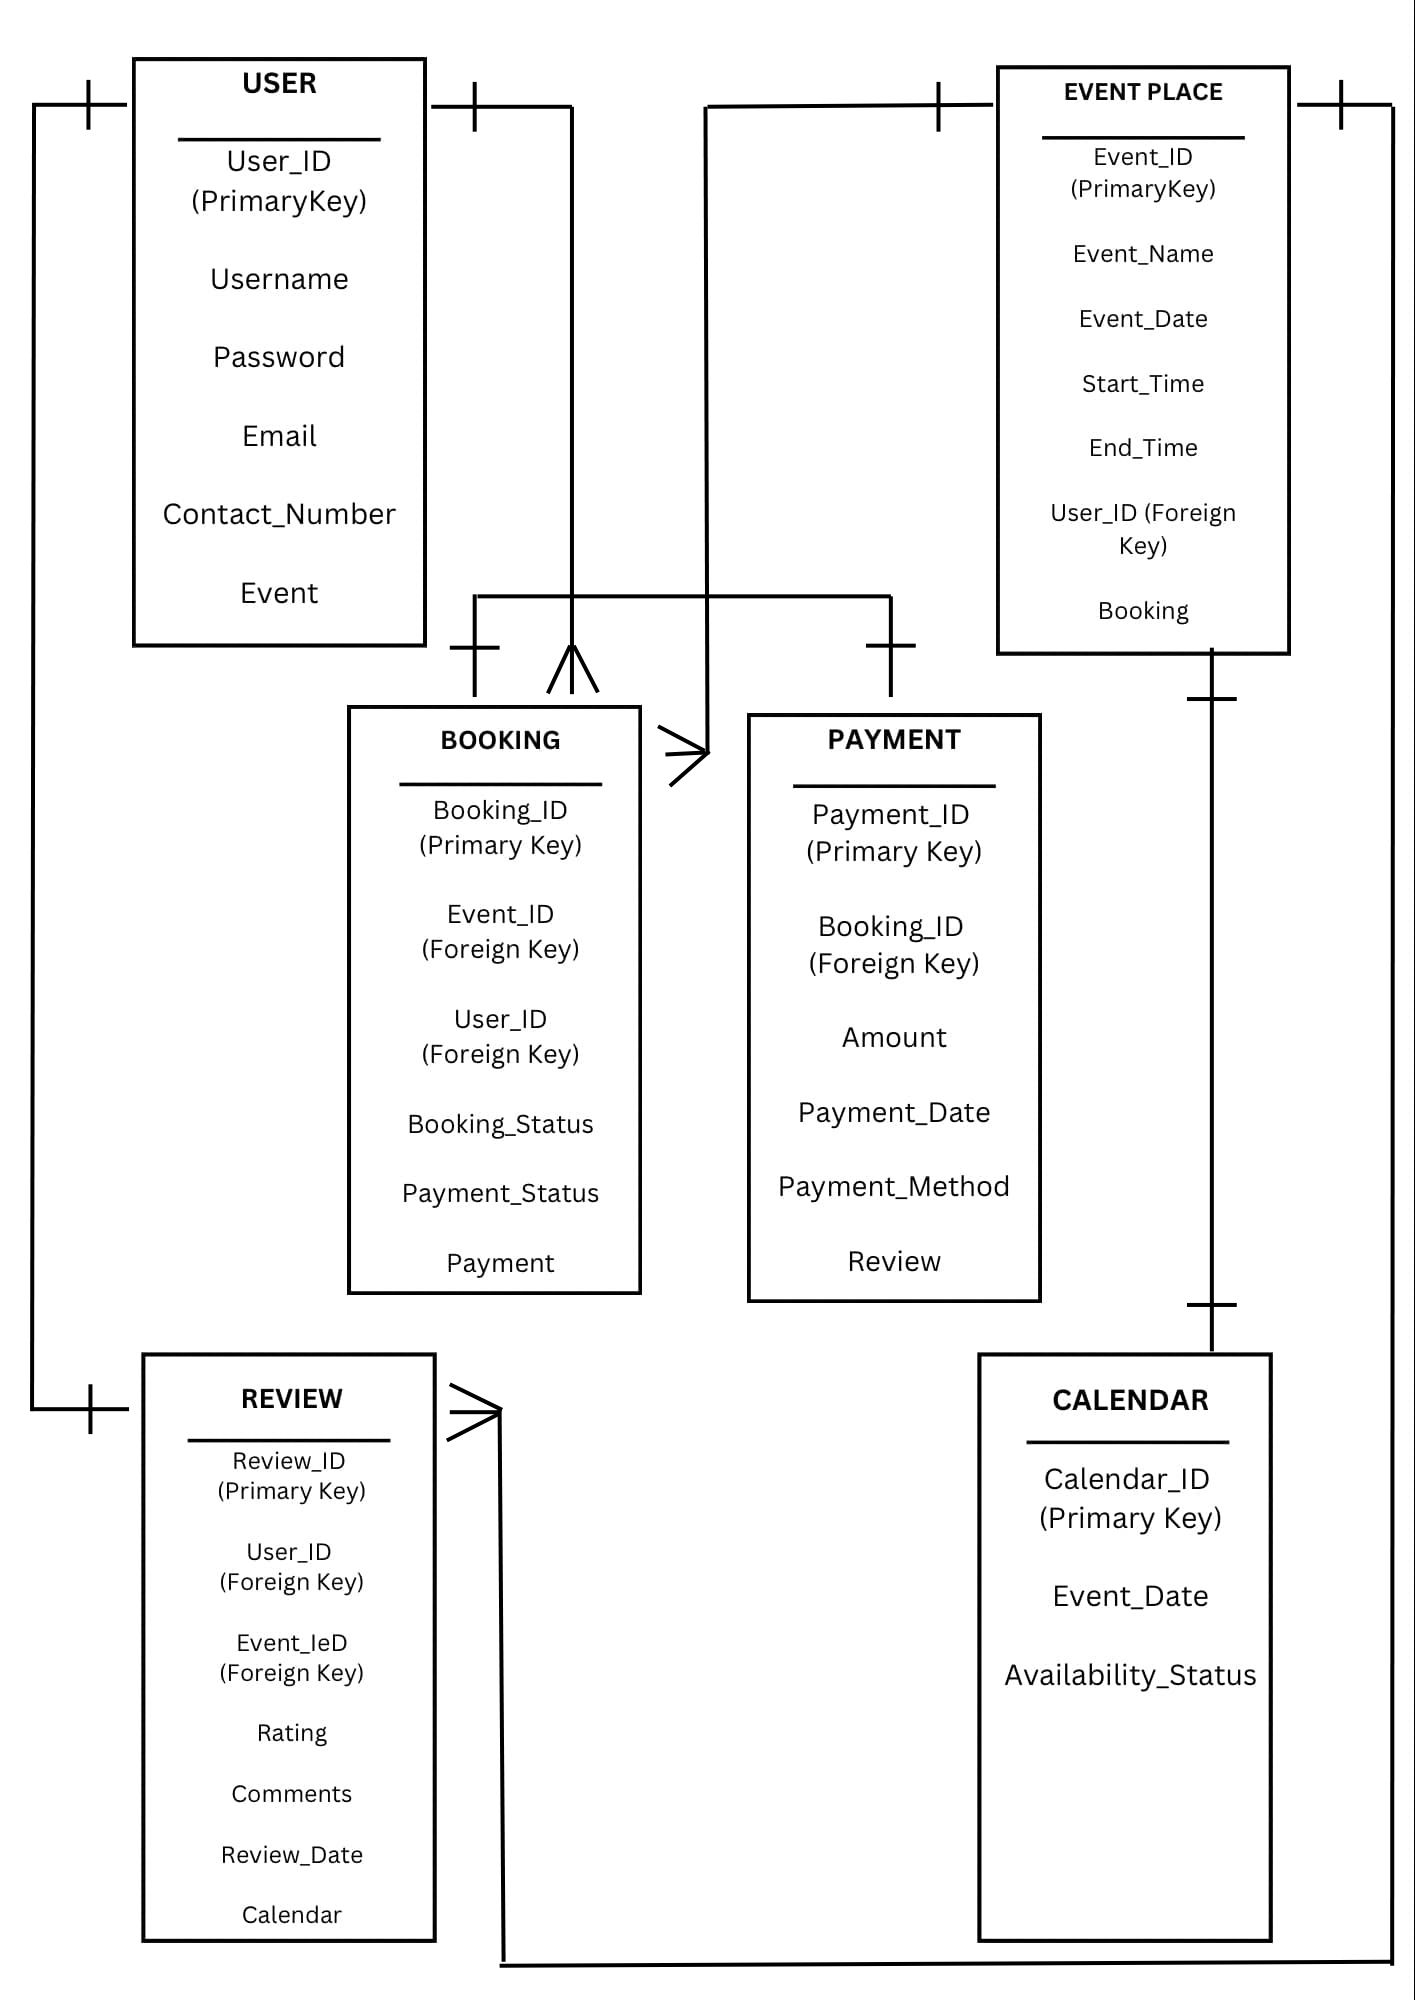 USER
User_ID
(PrimaryKey)
Username
Password
Email
Contact_Number
Event
EVENT PLACE
Event_ID
(PrimaryKey)
Event_Name
Event_Date
Start_Time
End_Time
User_ID (Foreign
Key)
Booking
BOOKING
Booking_ID
(Primary Key)
Event_ID
(Foreign Key)
User_ID
(Foreign Key)
Booking_Status
Payment_Status
Payment
PAYMENT
Payment_ID
(Primary Key)
Booking_ID
(Foreign Key)
Amount
Payment_Date
Payment_Method
Review
REVIEW
Review_ID
(Primary Key)
User_ID
(Foreign Key)
Event_IeD
(Foreign Key)
Rating
Comments
Review_Date
Calendar
CALENDAR
Calendar_ID
(Primary Key)
Event_Date
Availability_Status